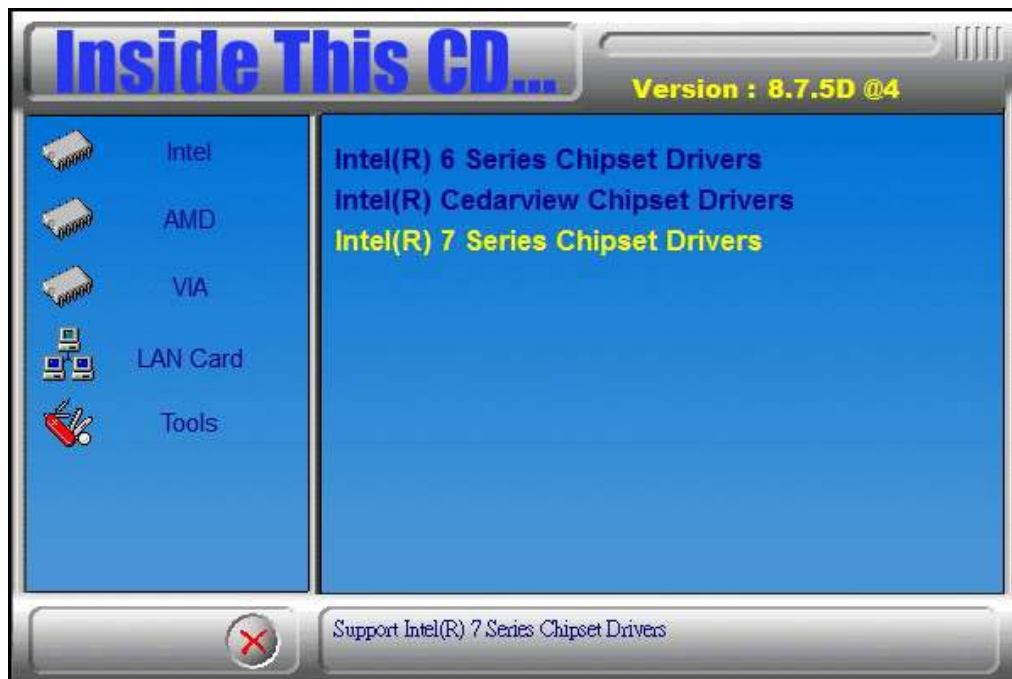 Inside This CD...
Version : 8.7.5D @4
Intel
AMD
VIA
LAN Card
Tools
Intel(R) 6 Series Chipset Drivers
Intel(R) Cedarview Chipset Drivers
Intel(R) 7 Series Chipset Drivers
Support Intel(R) 7 Series Chipset Drivers